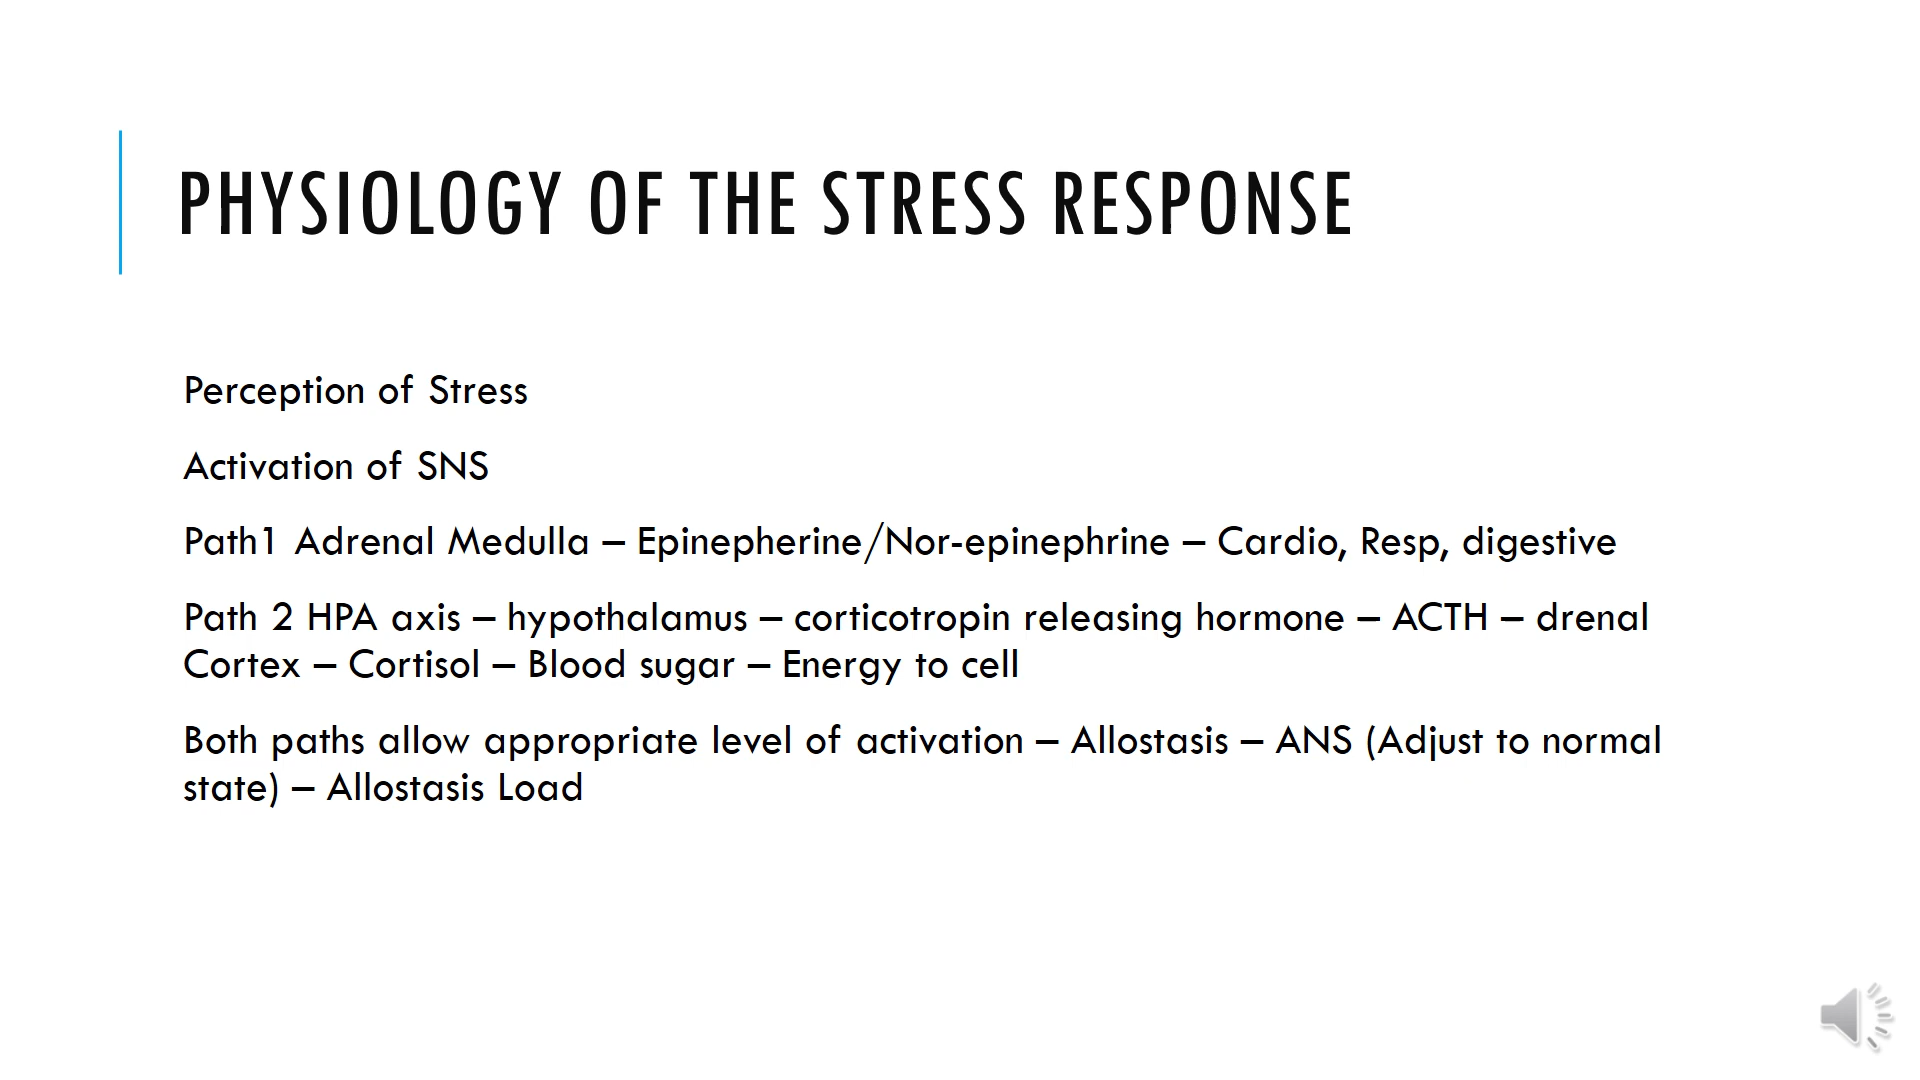 PHYSIOLOGY OF THE STRESS RESPONSE
Perception of Stress
Activation of SNS
Path1 Adrenal Medulla – Epinepherine/Nor-epinephrine – Cardio, Resp, digestive
Path 2 HPA axis – hypothalamus – corticotropin releasing hormone – ACTH – drenal
Cortex – Cortisol – Blood sugar – Energy to cell
Both paths allow appropriate level of activation – Allostasis – ANS (Adjust to normal
state) – Allostasis Load